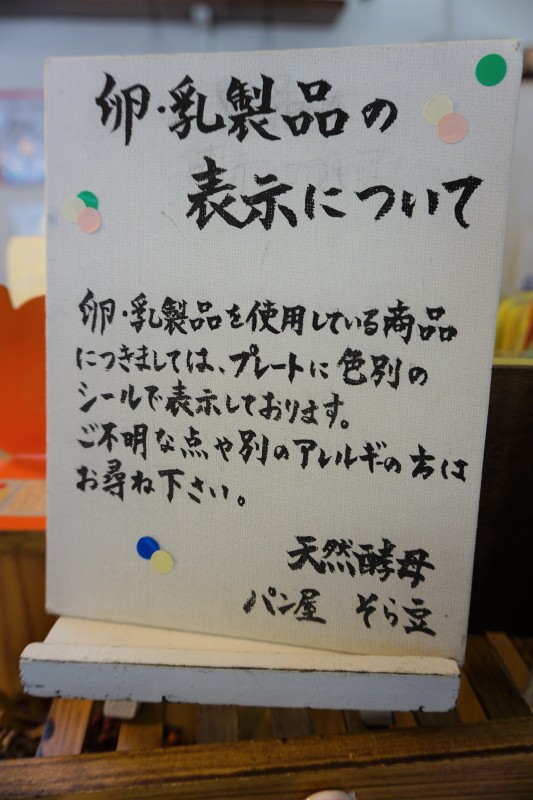 卵・乳製品の
表示について
卵・乳製品を使用している商品
につきましては、プレートに色別の
シールで表示しております。
ご不明な点や別のアレルギーの方は
お尋ね下さい。
天然酵母
パン屋 そら豆